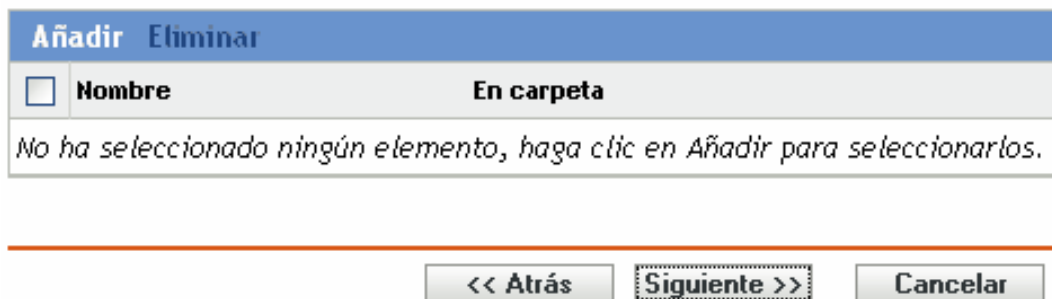 Añadir Eliminar
Nombre En carpeta
No ha seleccionado ningún elemento, haga clic en Añadir para seleccionarlos.
<< Atrás Siguiente >> Cancelar